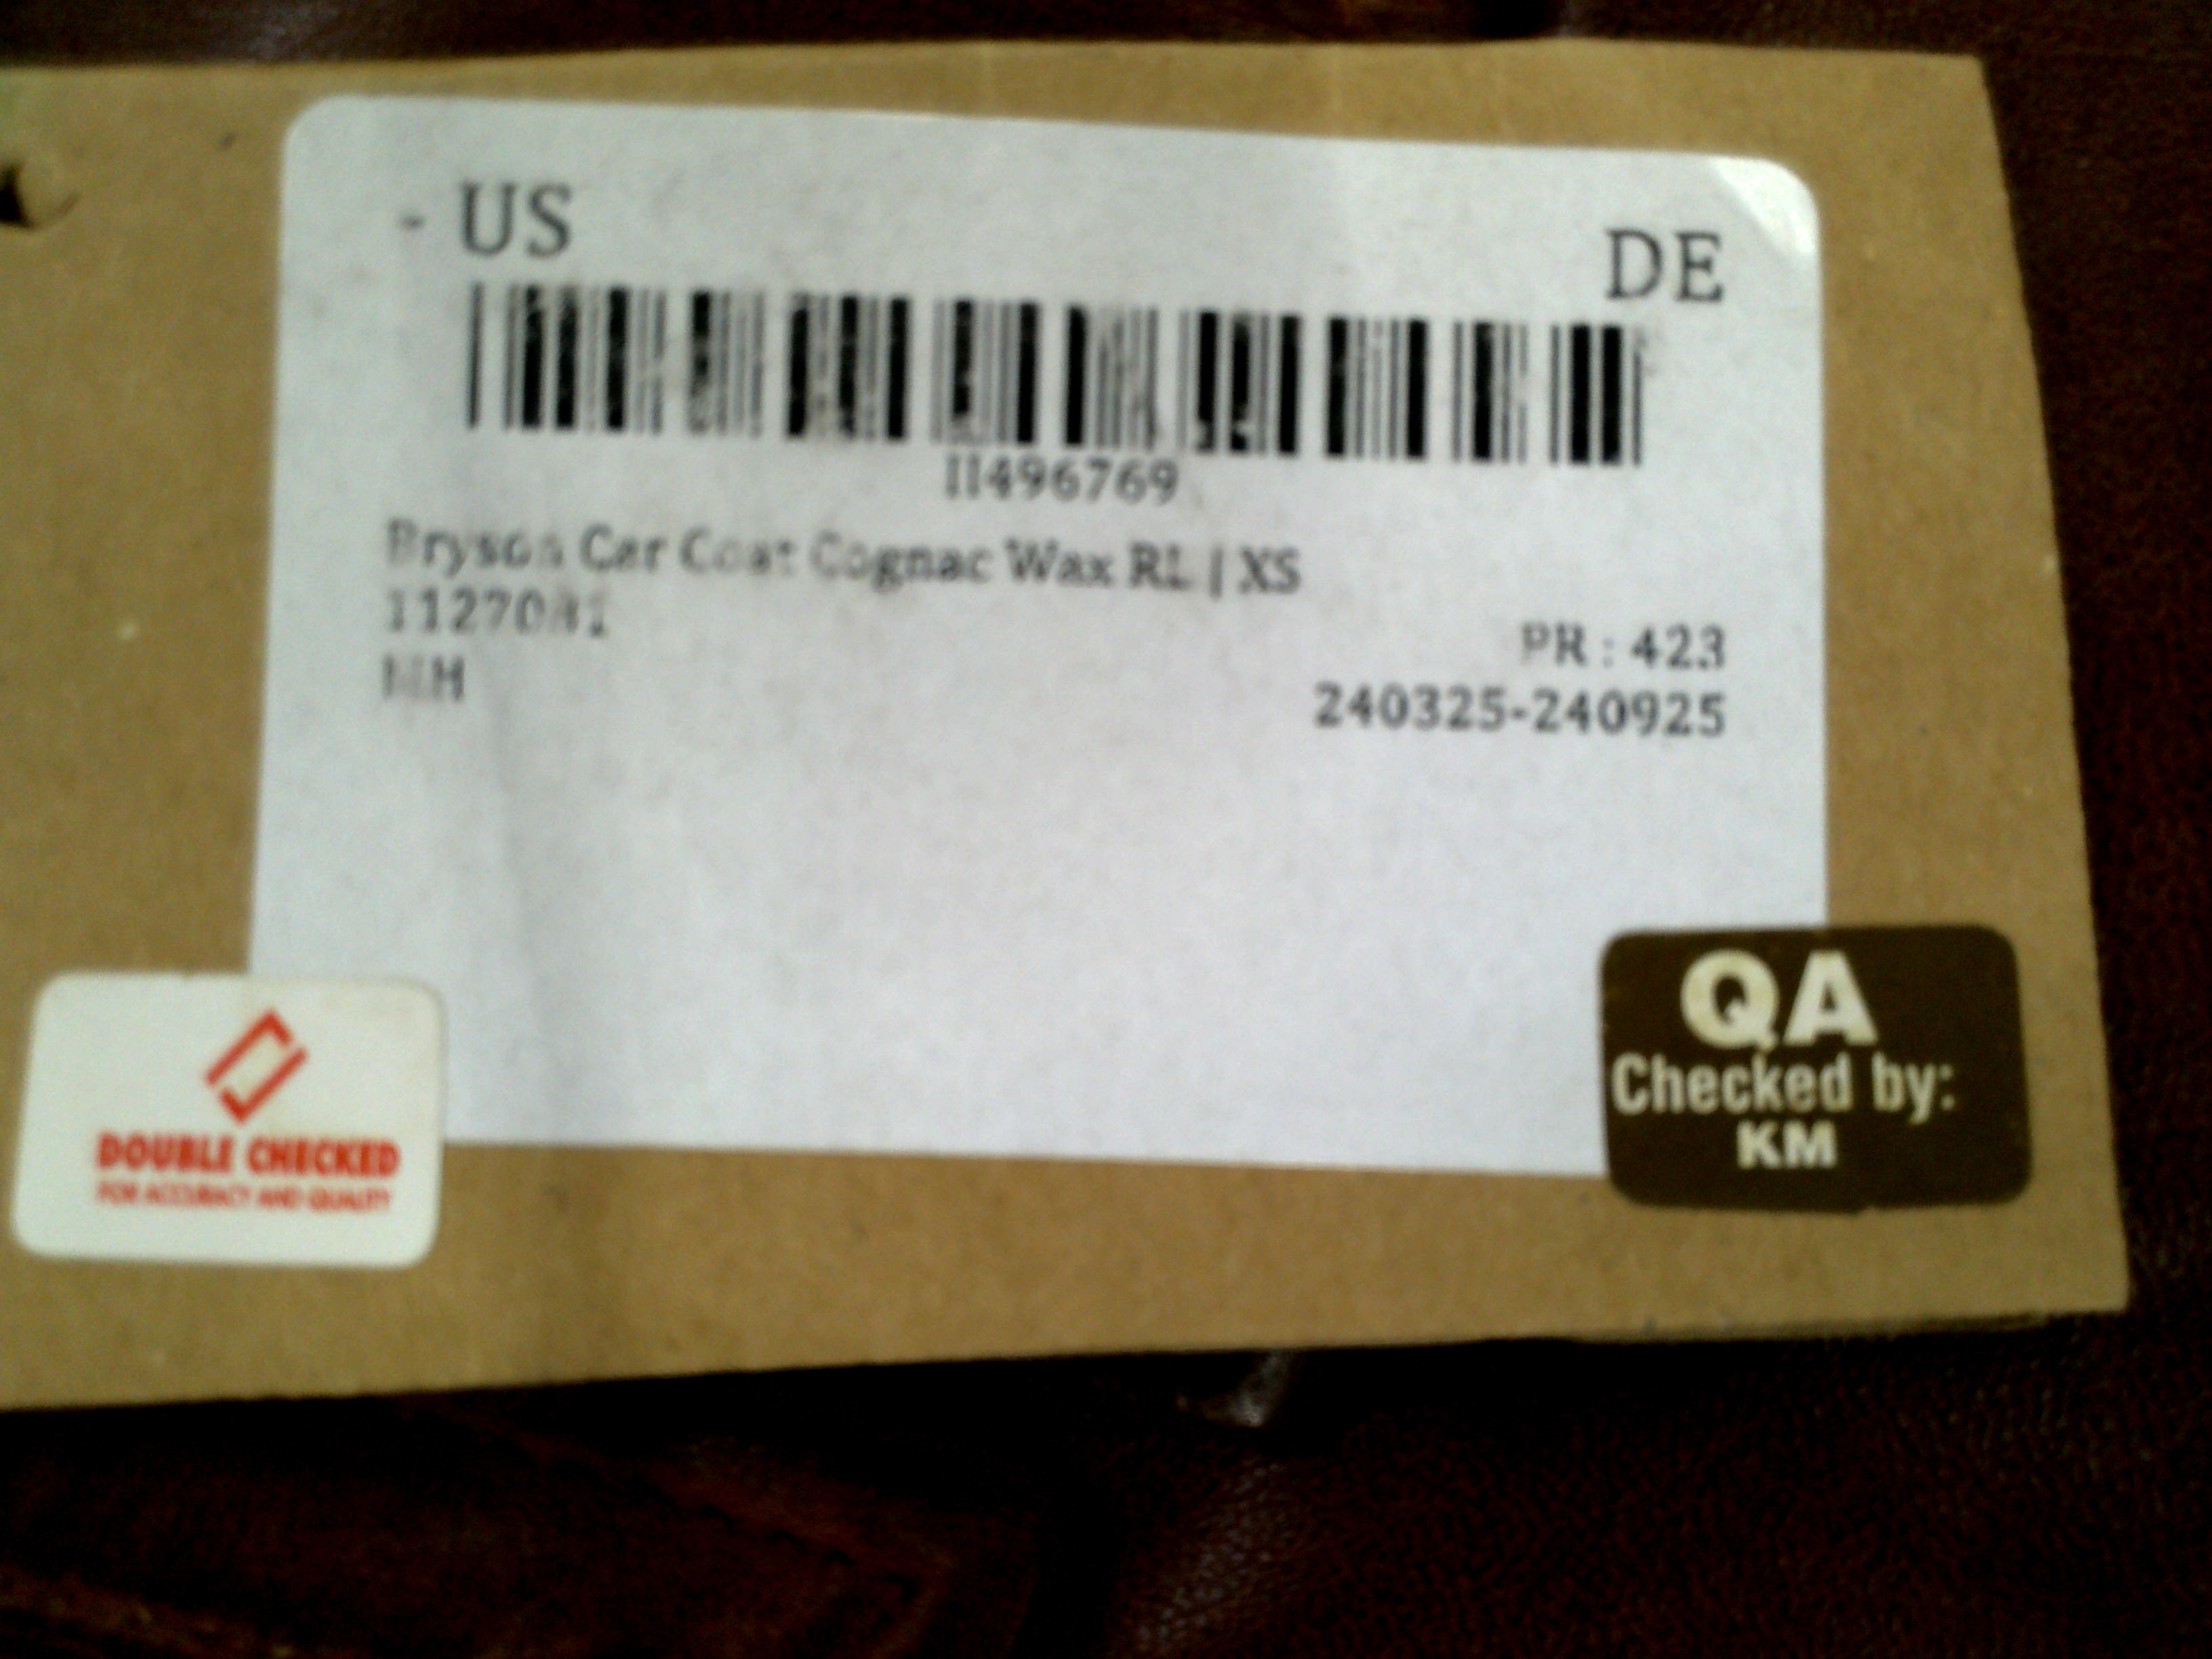 - US DE
II496769
Bryson Car Coat Cognac Wax RL | XS
PR : 423
240325-240925
DOUBLE CHECKED
FOR ACCURACY AND QUALITY
QA
Checked by:
KM